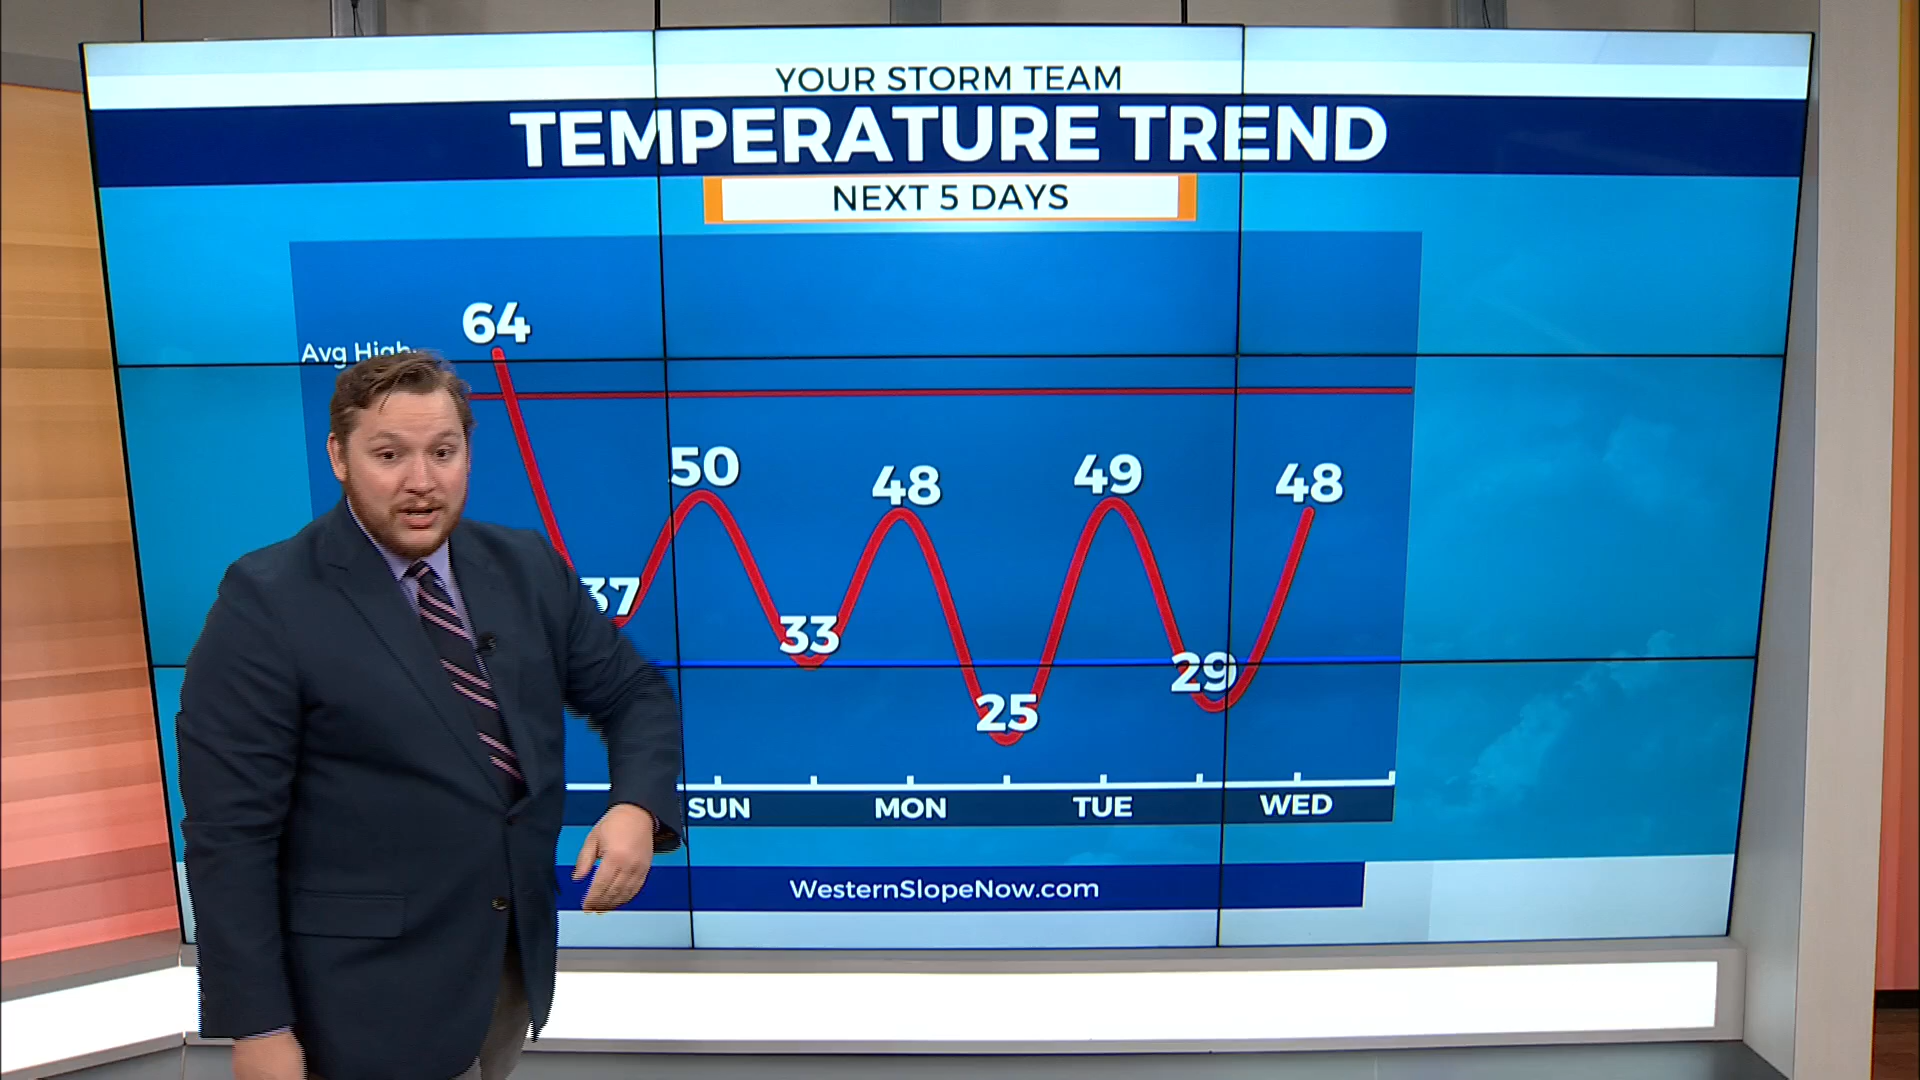 YOUR STORM TEAM
TEMPERATURE TREND
NEXT 5 DAYS
64
Avg High:
50
48
49
48
37
33
29
25
SUN
MON
TUE
WED
WesternSlopeNow.com